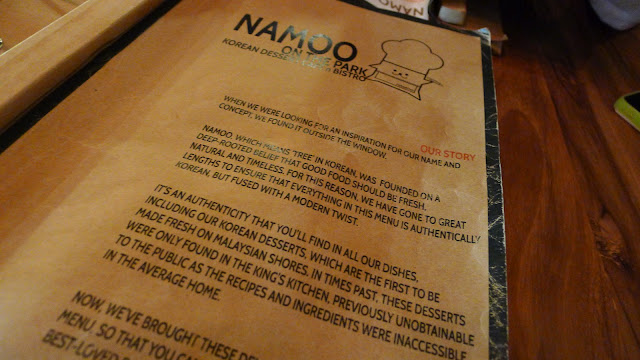 NAMOO
ON THE PARK
KOREAN DESSERT CAFE & BISTRO
OUR STORY
WHEN WE WERE LOOKING FOR AN INSPIRATION FOR OUR NAME AND
CONCEPT, WE FOUND IT OUTSIDE THE WINDOW.
NAMOO, WHICH MEANS 'TREE' IN KOREAN, WAS FOUNDED ON A
DEEP-ROOTED BELIEF THAT GOOD FOOD SHOULD BE FRESH,
NATURAL AND TIMELESS. FOR THIS REASON, WE HAVE GONE TO GREAT
LENGTHS TO ENSURE THAT EVERYTHING IN THIS MENU IS AUTHENTICALLY
KOREAN, BUT FUSED WITH A MODERN TWIST.
IT'S AN AUTHENTICITY THAT YOU'LL FIND IN ALL OUR DISHES,
INCLUDING OUR KOREAN DESSERTS, WHICH ARE THE FIRST TO BE
MADE FRESH ON MALAYSIAN SHORES. IN TIMES PAST, THESE DESSERTS
WERE ONLY FOUND IN THE KING'S KITCHEN, PREVIOUSLY UNOBTAINABLE
TO THE PUBLIC AS THE RECIPES AND INGREDIENTS WERE INACCESSIBLE
IN THE AVERAGE HOME.
NOW, WE'VE BROUGHT THESE
MENU, SO THAT YOU CA
BEST-LOVED
NAMO